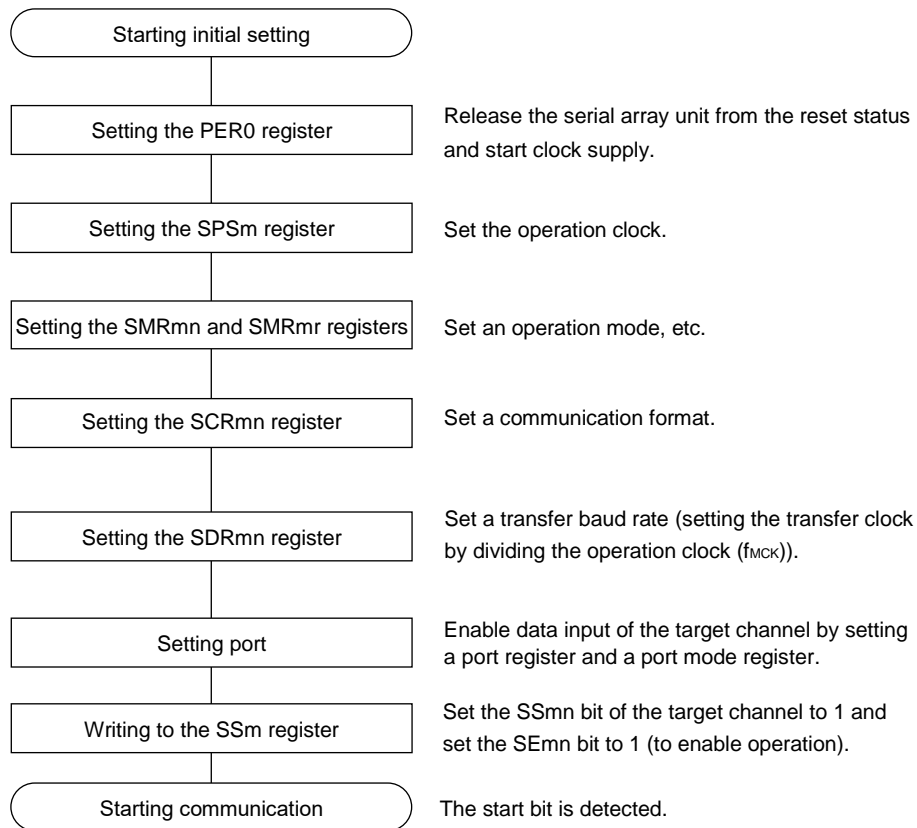 Starting initial setting
Setting the PER0 register
Release the serial array unit from the reset status
and start clock supply.
Setting the SPSm register
Set the operation clock.
Setting the SMRmn and SMRmr registers
Set an operation mode, etc.
Setting the SCRmn register
Set a communication format.
Setting the SDRmn register
Set a transfer baud rate (setting the transfer clock
by dividing the operation clock (fMCK)).
Setting port
Enable data input of the target channel by setting
a port register and a port mode register.
Writing to the SSm register
Set the SSmn bit of the target channel to 1 and
set the SEmn bit to 1 (to enable operation).
Starting communication
The start bit is detected.